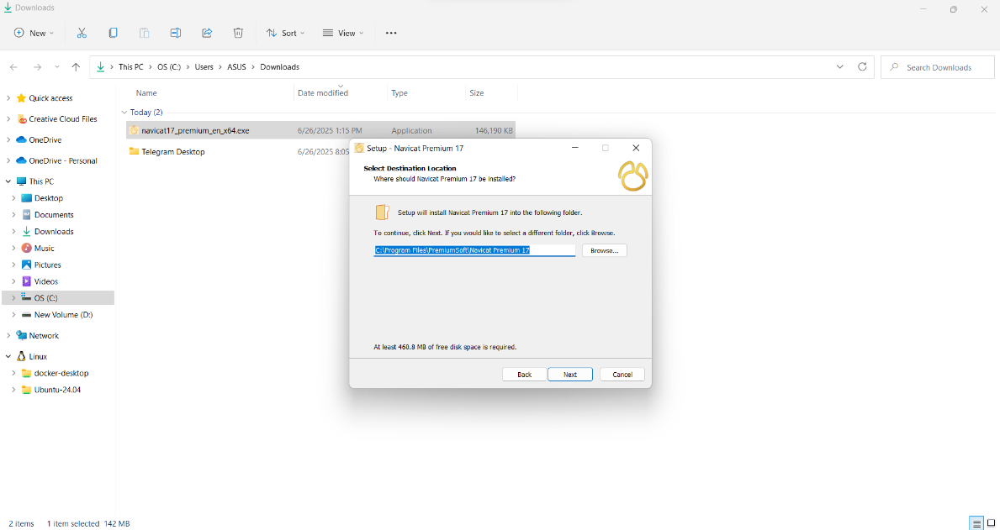 Downloads
New
Sort
View
This PC > OS (C:) > Users > ASUS > Downloads
Search Downloads
Name
Date modified
Type
Size
Quick access
Creative Cloud Files
OneDrive
OneDrive - Personal
This PC
Desktop
Documents
Downloads
Music
Pictures
Videos
OS (C:)
New Volume (D:)
Network
Linux
docker-desktop
Ubuntu-24.04
Today (2)
navicat17_premium_en_x64.exe 6/26/2025 1:15 PM Application 146,190 KB
Telegram Desktop 6/26/2025 8:05
Setup - Navicat Premium 17
Select Destination Location
Where should Navicat Premium 17 be installed?
Setup will install Navicat Premium 17 into the following folder.
To continue, click Next. If you would like to select a different folder, click Browse.
C:\Program Files\PremiumSoft\Navicat Premium 17
Browse...
At least 460.8 MB of free disk space is required.
Back
Next
Cancel
2 items 1 item selected 142 MB